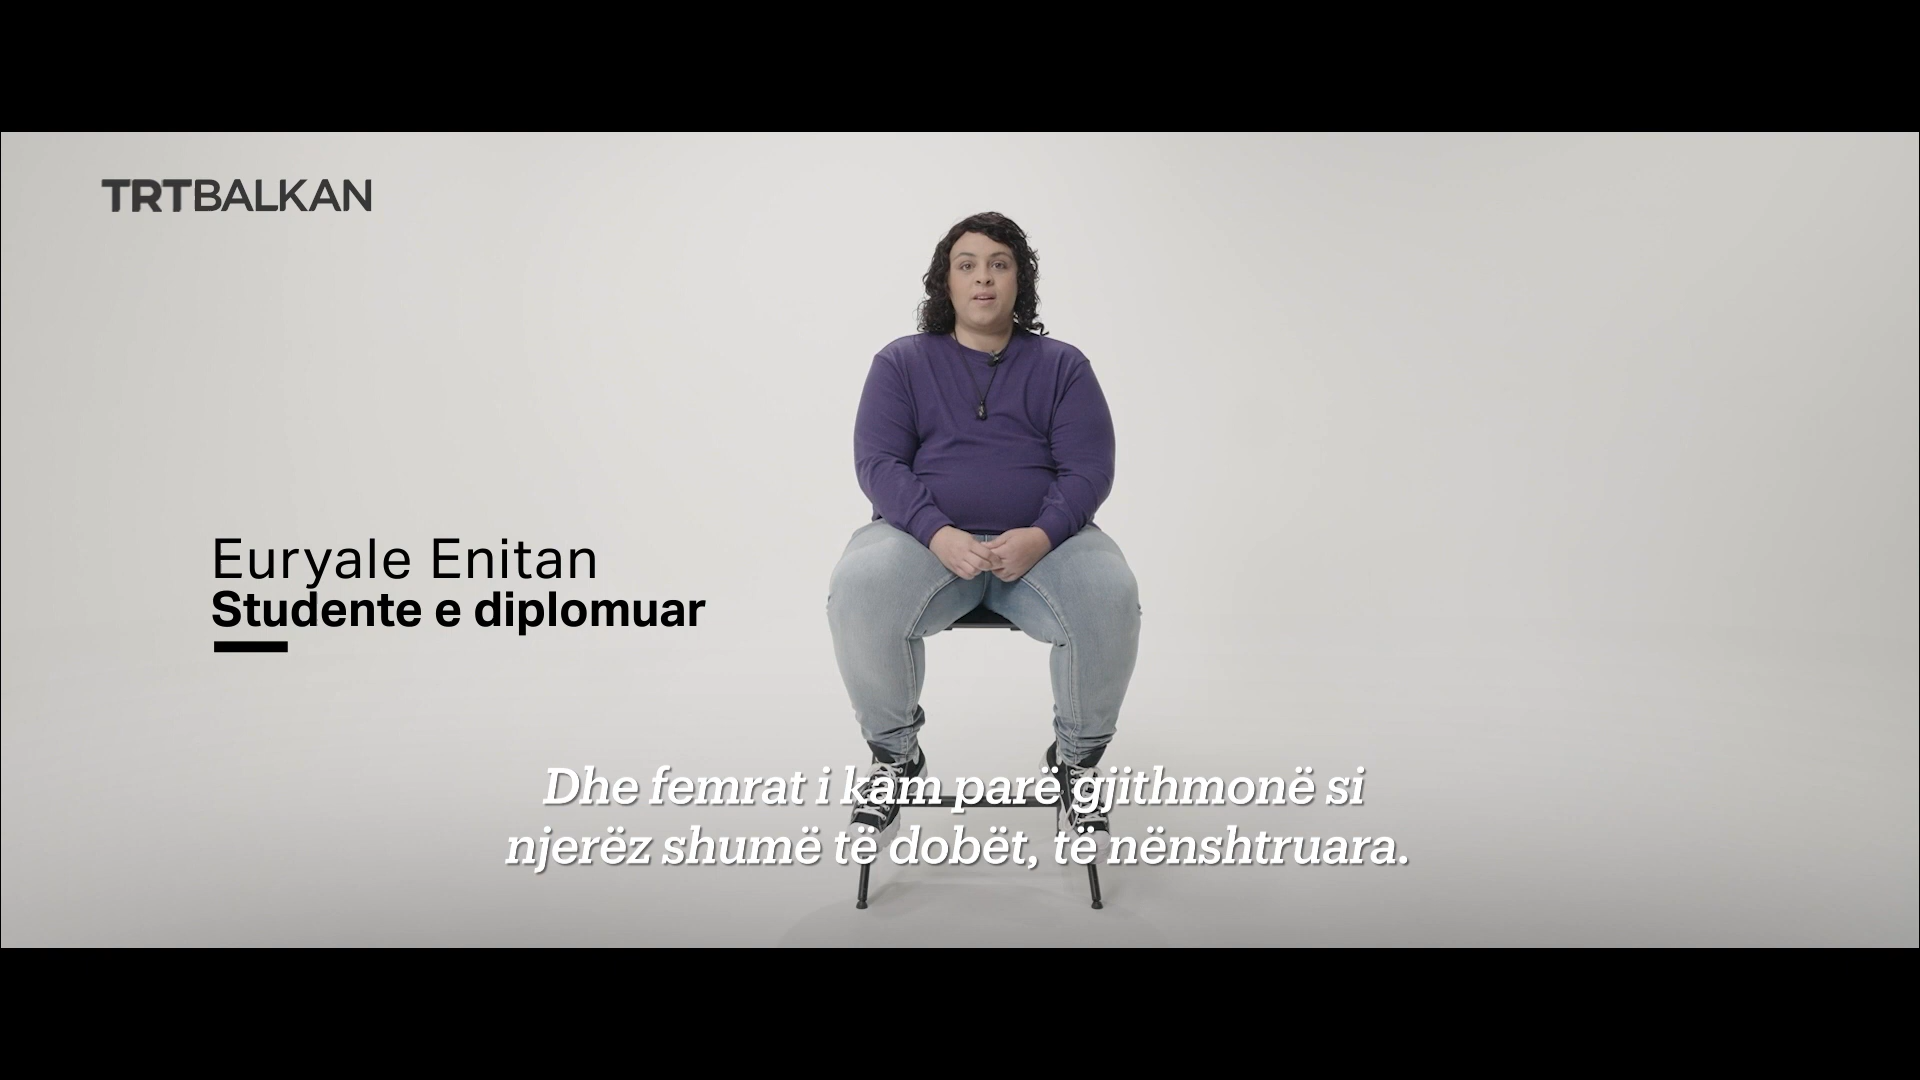 TRTBALKAN
Euryale Enitan
Studente e diplomuar
Dhe femrat i kam parë gjithmonë si
njerëz shumë të dobët, të nënshtruara.